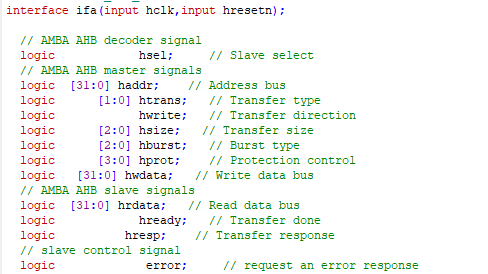 interface ifa(input hclk,input hresetn);
// AMBA AHB decoder signal
logic hsel; // Slave select
// AMBA AHB master signals
logic [31:0] haddr; // Address bus
logic [1:0] htrans; // Transfer type
logic hwrite; // Transfer direction
logic [2:0] hsize; // Transfer size
logic [2:0] hburst; // Burst type
logic [3:0] hprot; // Protection control
logic [31:0] hwdata; // Write data bus
// AMBA AHB slave signals
logic [31:0] hrdata; // Read data bus
logic hready; // Transfer done
logic hresp; // Transfer response
// slave control signal
logic error; // request an error response